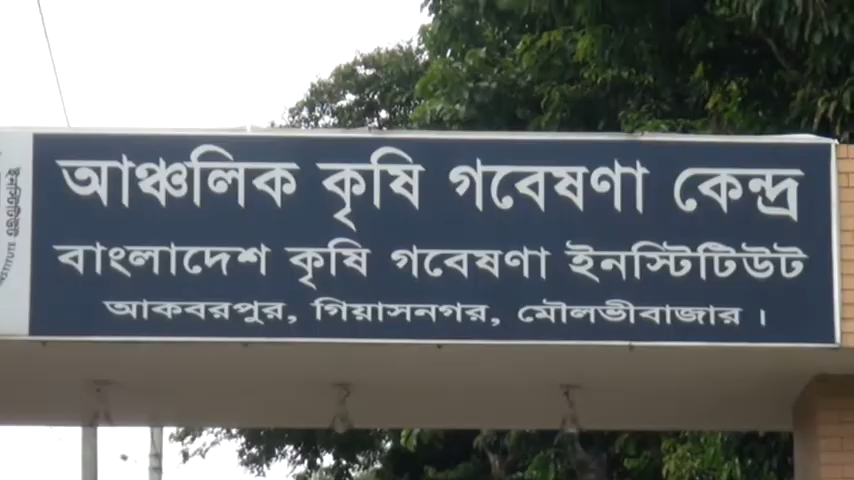 আঞ্চলিক কৃষি গবেষণা কেন্দ্র
বাংলাদেশ কৃষি গবেষণা ইনস্টিটিউট
আকবরপুর, গিয়াসনগর, মৌলভীবাজার।